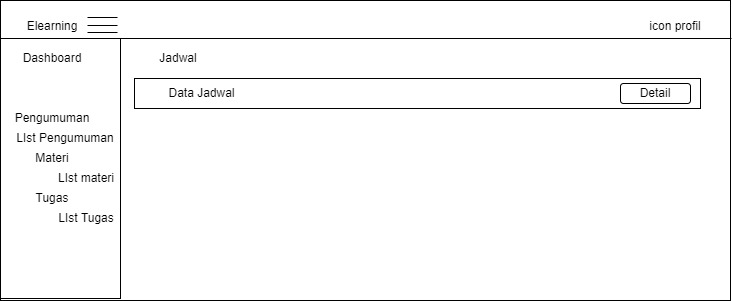 Elearning
icon profil
Dashboard
Jadwal
Data Jadwal
Detail
Pengumuman
LIst Pengumuman
Materi
LIst materi
Tugas
LIst Tugas